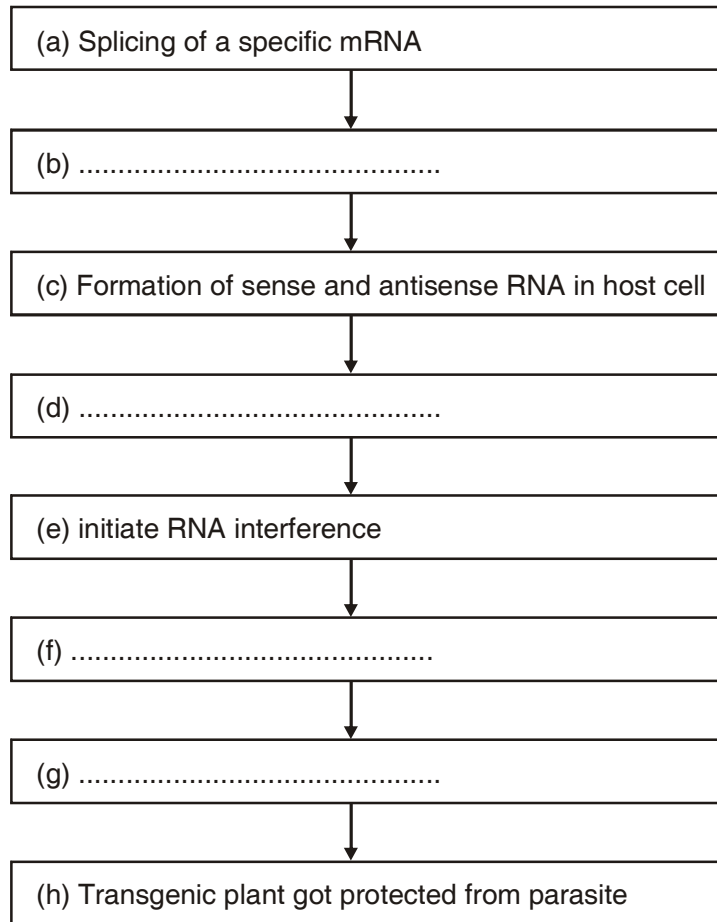 (a) Splicing of a specific mRNA
(b) ..............................................
(c) Formation of sense and antisense RNA in host cell
(d) ..............................................
(e) initiate RNA interference
(f) ..............................................
(g) ..............................................
(h) Transgenic plant got protected from parasite